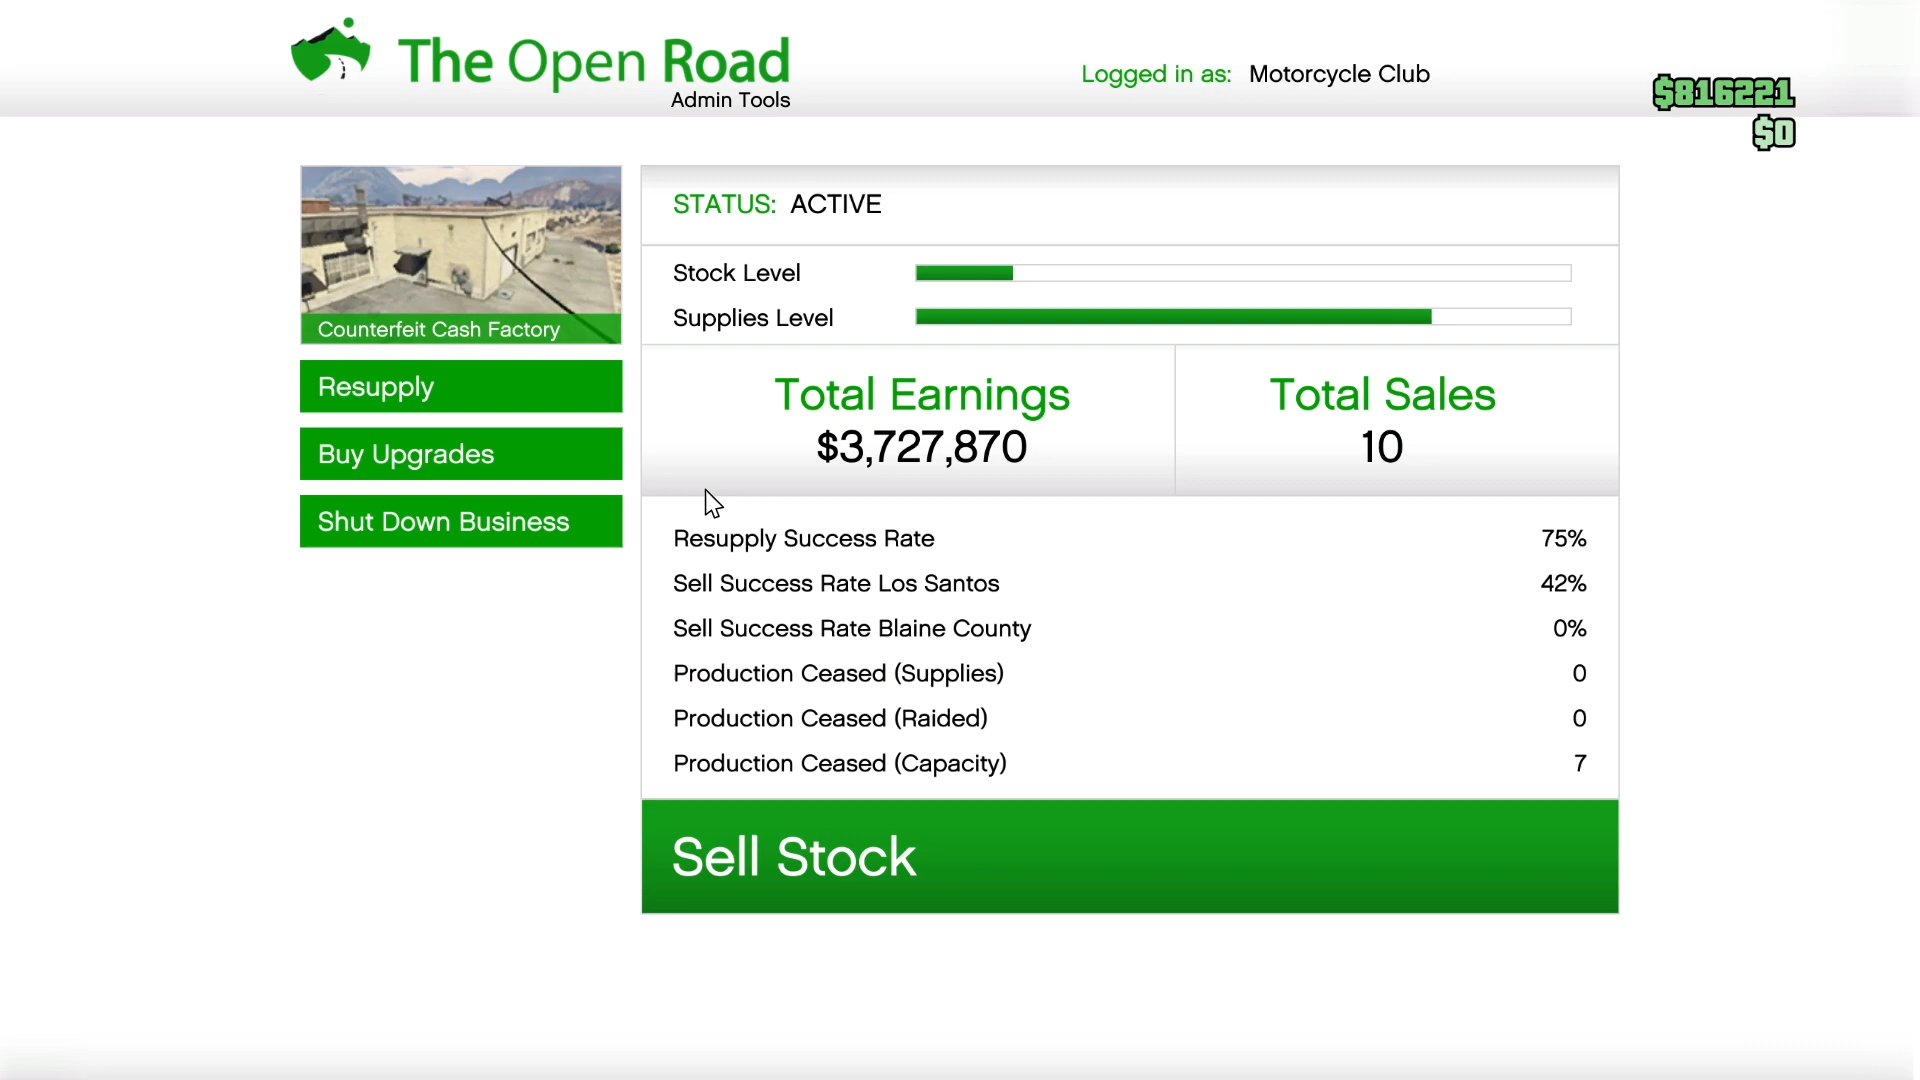 The Open Road
Admin Tools
Logged in as: Motorcycle Club
$816221
$0
Counterfeit Cash Factory
Resupply
Buy Upgrades
Shut Down Business
STATUS: ACTIVE
Stock Level
Supplies Level
Total Earnings
$3,727,870
Total Sales
10
Resupply Success Rate 75%
Sell Success Rate Los Santos 42%
Sell Success Rate Blaine County 0%
Production Ceased (Supplies) 0
Production Ceased (Raided) 0
Production Ceased (Capacity) 7
Sell Stock